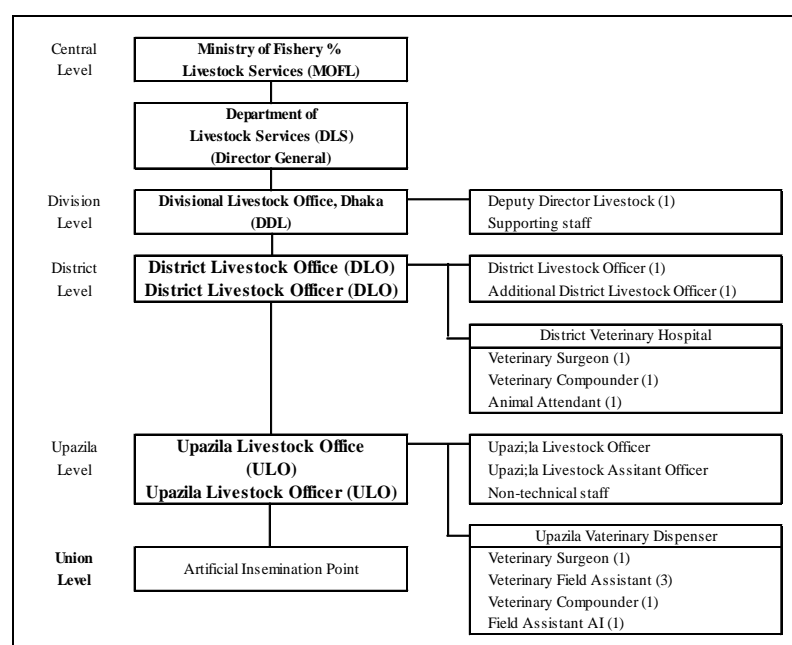 Central
Level
Ministry of Fishery %
Livestock Services (MOFL)
Department of
Livestock Services (DLS)
(Director General)
Division
Level
Divisional Livestock Office, Dhaka
(DDL)
Deputy Director Livestock (1)
Supporting staff
District
Level
District Livestock Office (DLO)
District Livestock Officer (DLO)
District Livestock Officer (1)
Additional District Livestock Officer (1)
District Veterinary Hospital
Veterinary Surgeon (1)
Veterinary Compounder (1)
Animal Attendant (1)
Upazila
Level
Upazila Livestock Office
(ULO)
Upazila Livestock Officer (ULO)
Upazi;la Livestock Officer
Upazi;la Livestock Assitant Officer
Non-technical staff
Upazila Vaterinary Dispenser
Veterinary Surgeon (1)
Veterinary Field Assistant (3)
Veterinary Compounder (1)
Field Assistant AI (1)
Union
Level
Artificial Insemination Point